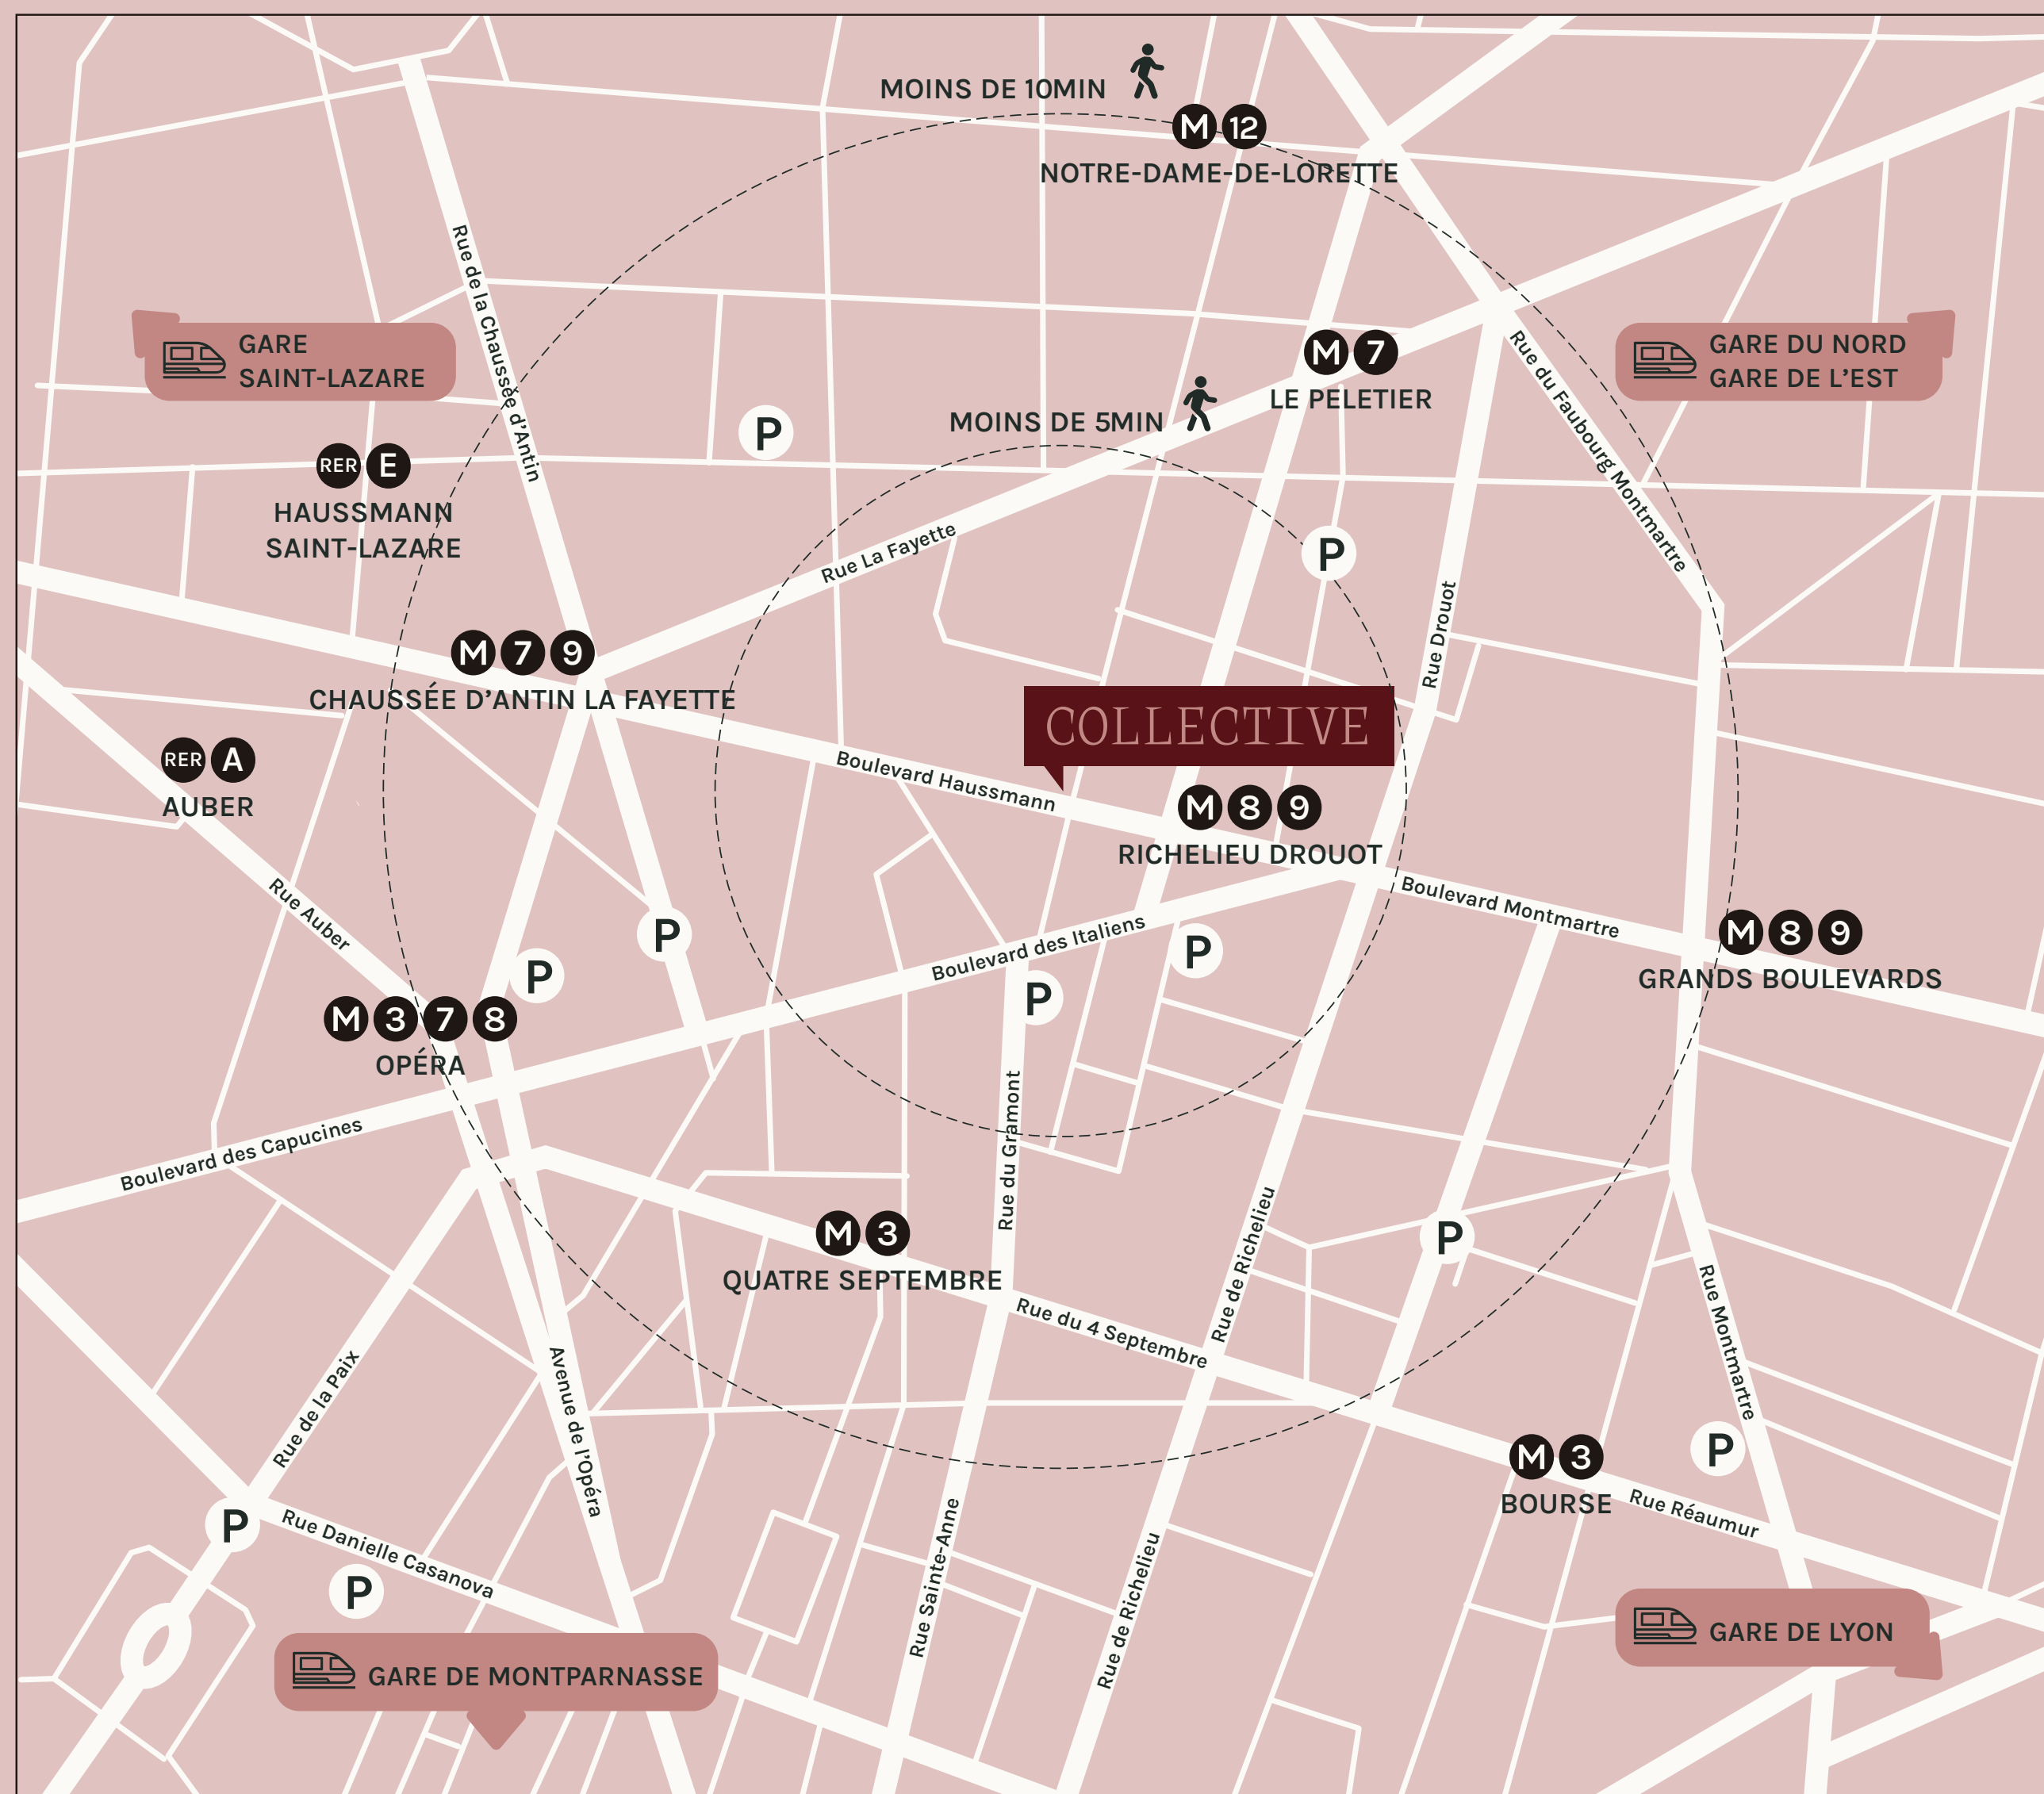 MOINS DE 10MIN
M 12
NOTRE-DAME-DE-LORETTE
Rue de la Chaussée d'Antin
GARE
SAINT-LAZARE
M 7
LE PELETIER
GARE DU NORD
GARE DE L'EST
Rue du Faubourg Montmartre
MOINS DE 5MIN
P
RER E
HAUSSMANN
SAINT-LAZARE
Rue La Fayette
P
Rue Drouot
M 7 9
CHAUSSÉE D'ANTIN LA FAYETTE
COLLECTIVE
RER A
AUBER
Boulevard Haussmann
M 8 9
RICHELIEU DROUOT
Rue Auber
Boulevard Montmartre
P
Boulevard des Italiens
P
M 8 9
GRANDS BOULEVARDS
P
P
M 3 7 8
OPÉRA
Boulevard des Capucines
Rue du Gramont
M 3
QUATRE SEPTEMBRE
Rue de Richelieu
P
Rue du 4 Septembre
Rue Montmartre
Rue de la Paix
Avenue de l'Opéra
M 3
BOURSE
P
Rue Réaumur
P
Rue Danielle Casanova
P
Rue Sainte-Anne
Rue de Richelieu
GARE DE MONTPARNASSE
GARE DE LYON